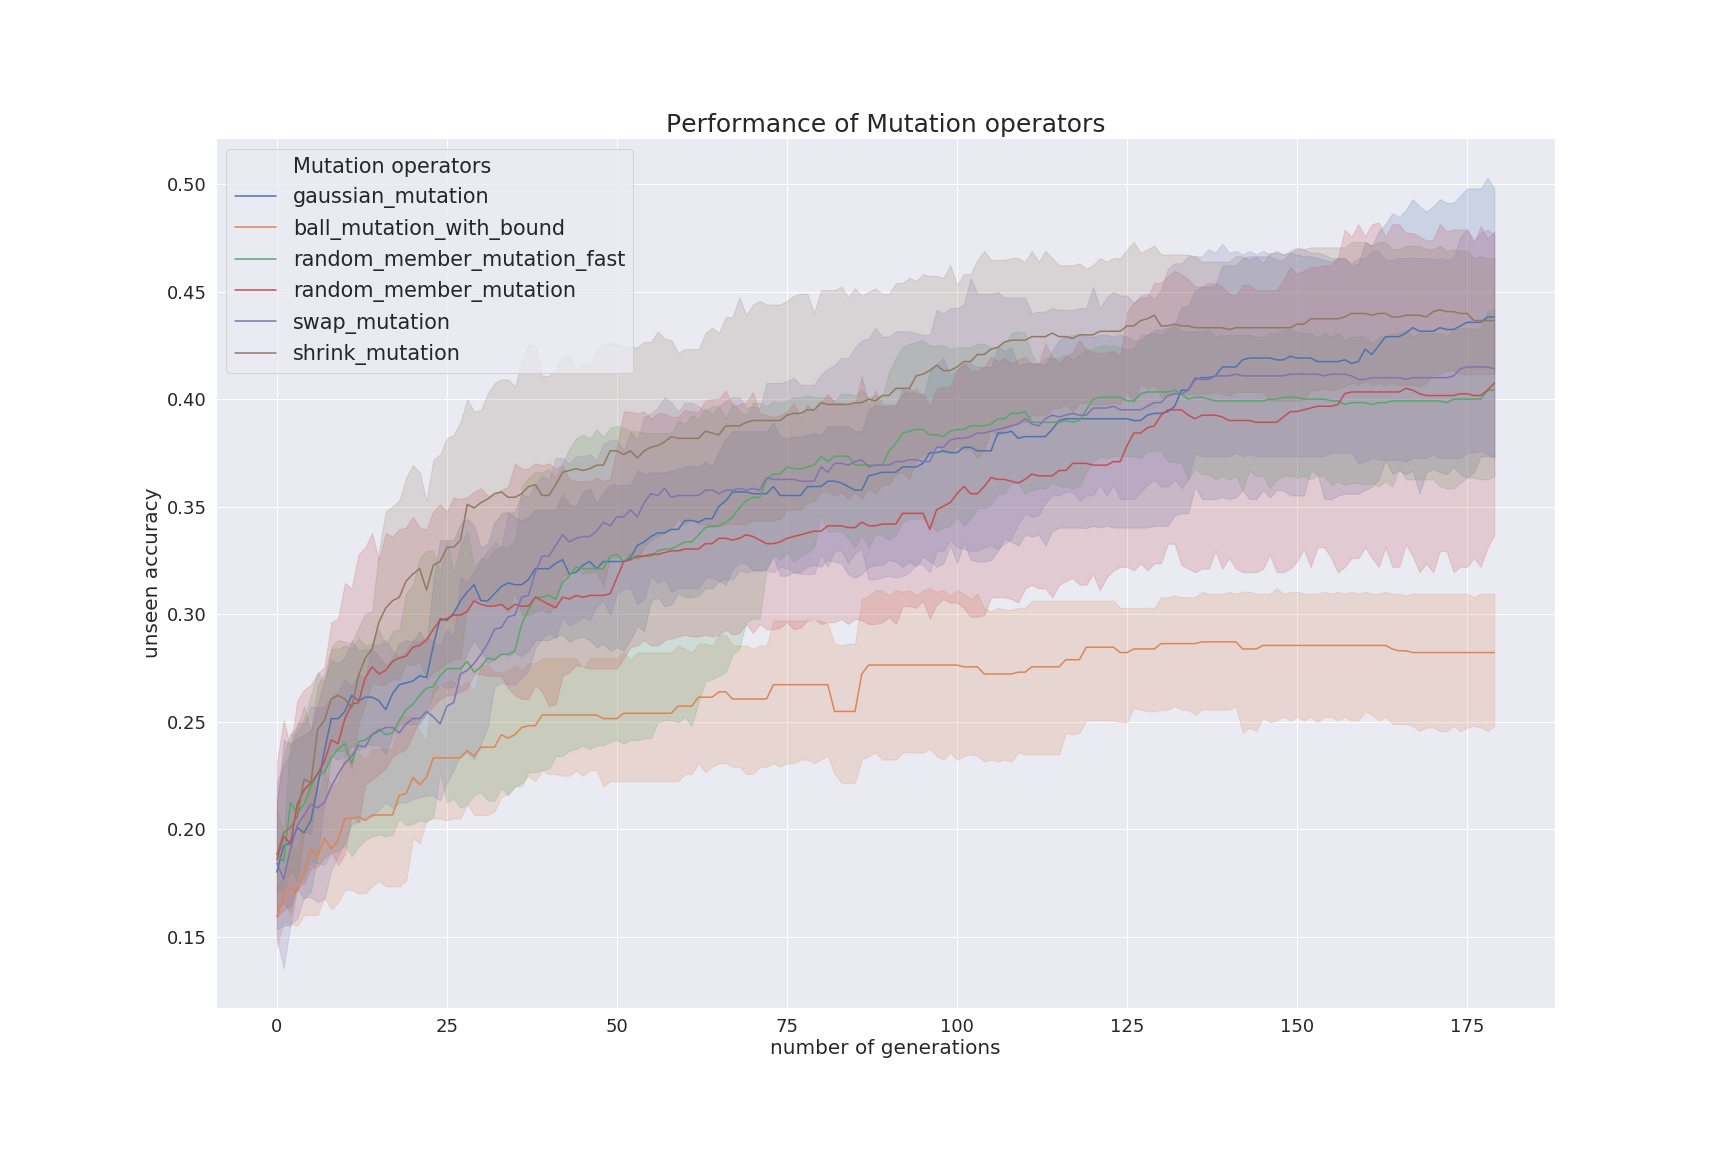 Performance of Mutation operators
Mutation operators
gaussian_mutation
ball_mutation_with_bound
random_member_mutation_fast
random_member_mutation
swap_mutation
shrink_mutation
unseen accuracy
0.50
0.45
0.40
0.35
0.30
0.25
0.20
0.15
0 25 50 75 100 125 150 175
number of generations